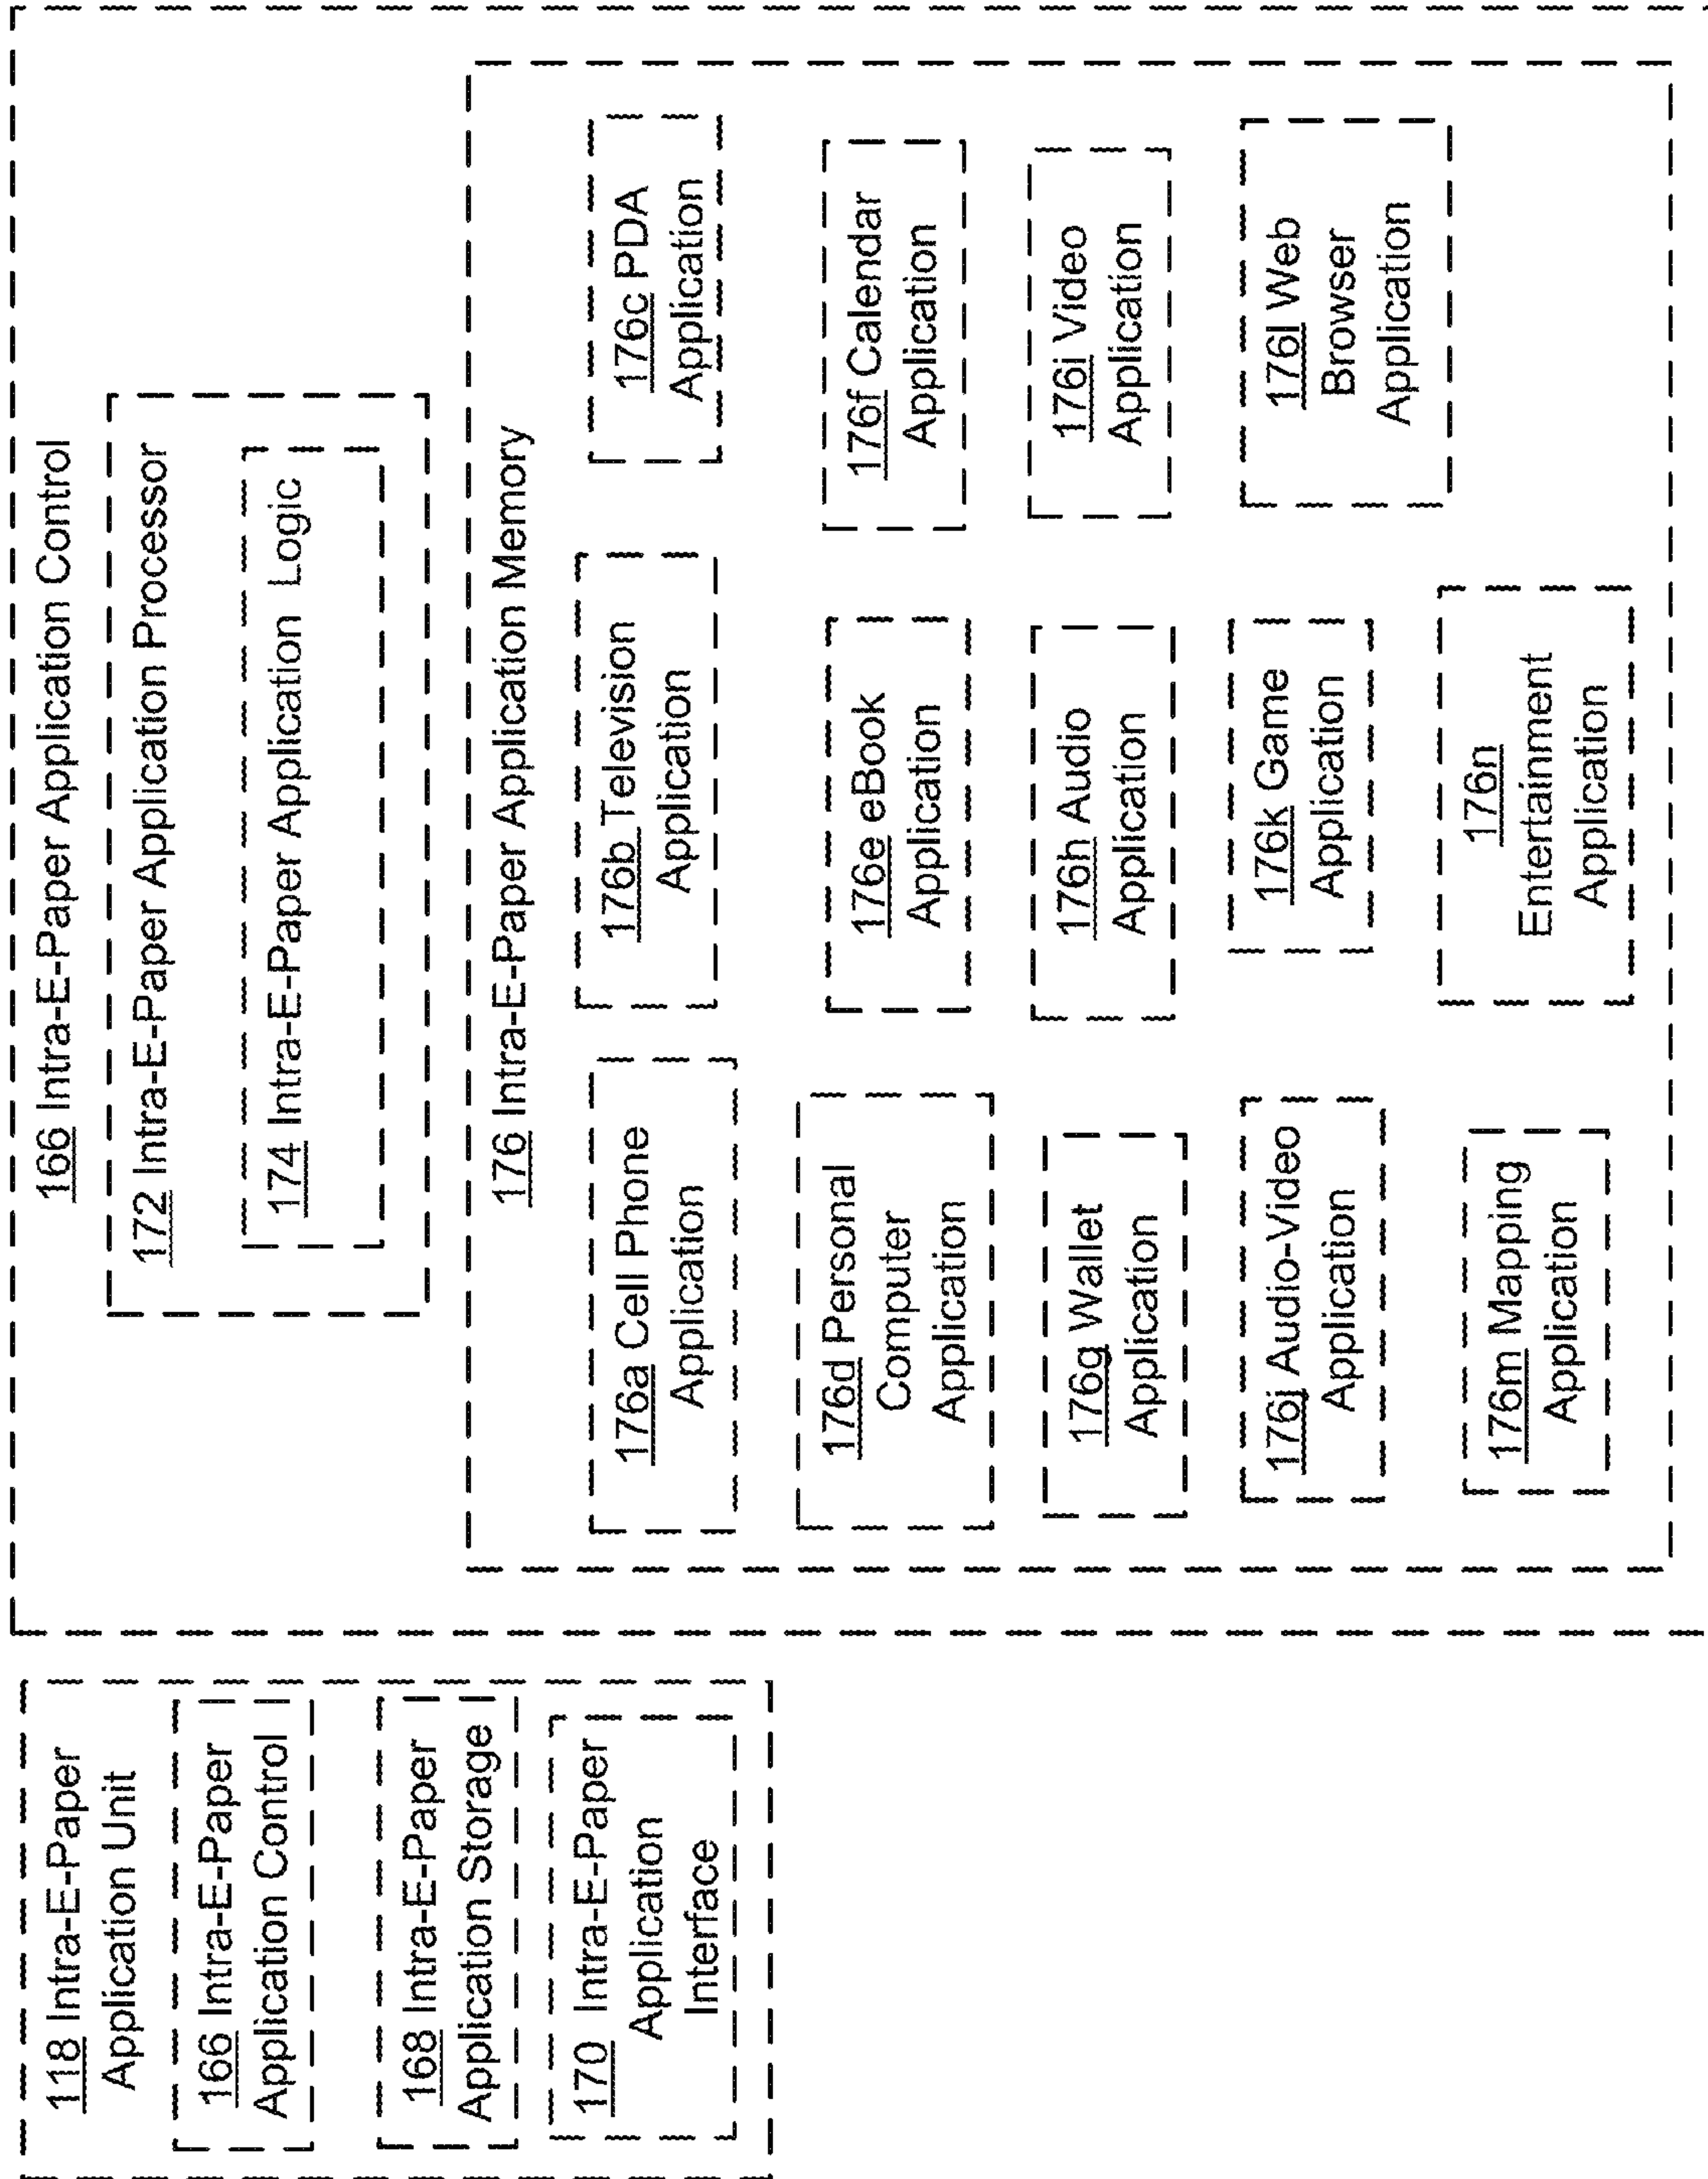 118 Intra-E-Paper
Application Unit
166 Intra-E-Paper
Application Control
168 Intra-E-Paper
Application Storage
170 Intra-E-Paper
Application
Interface
166 Intra-E-Paper Application Control
172 Intra-E-Paper Application Processor
174 Intra-E-Paper Application Logic
176 Intra-E-Paper Application Memory
176a Cell Phone
Application
176b Television
Application
176c PDA
Application
176d Personal
Computer
Application
176e eBook
Application
176f Calendar
Application
176g Wallet
Application
176h Audio
Application
176i Video
Application
176j Audio-Video
Application
176k Game
Application
176l Web
Browser
Application
176m Mapping
Application
176n
Entertainment
Application